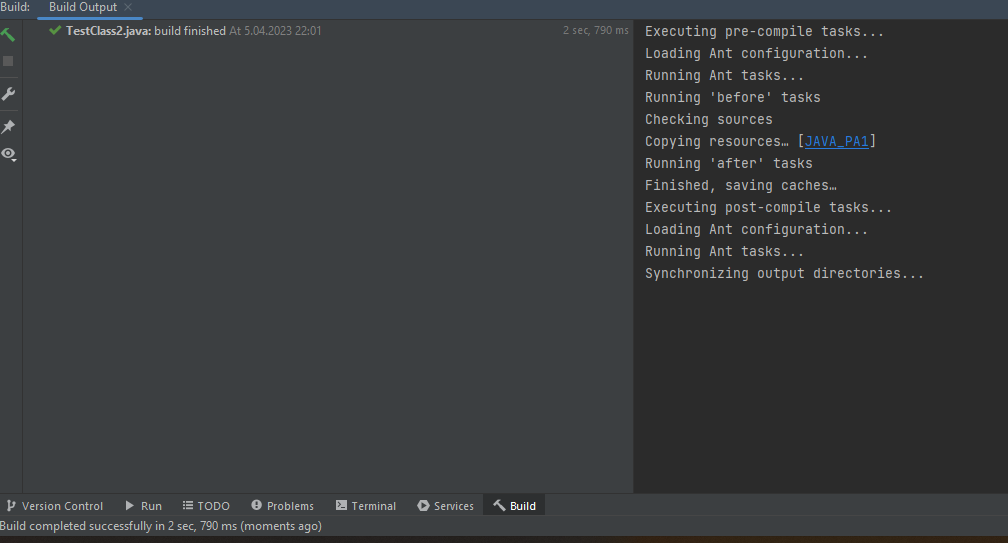 Build: Build Output ×
TestClass2.java: build finished At 5.04.2023 22:01 2 sec, 790 ms
Executing pre-compile tasks...
Loading Ant configuration...
Running Ant tasks...
Running 'before' tasks
Checking sources
Copying resources… [JAVA_PA1]
Running 'after' tasks
Finished, saving caches…
Executing post-compile tasks...
Loading Ant configuration...
Running Ant tasks...
Synchronizing output directories...
Version Control Run TODO Problems Terminal Services Build
Build completed successfully in 2 sec, 790 ms (moments ago)